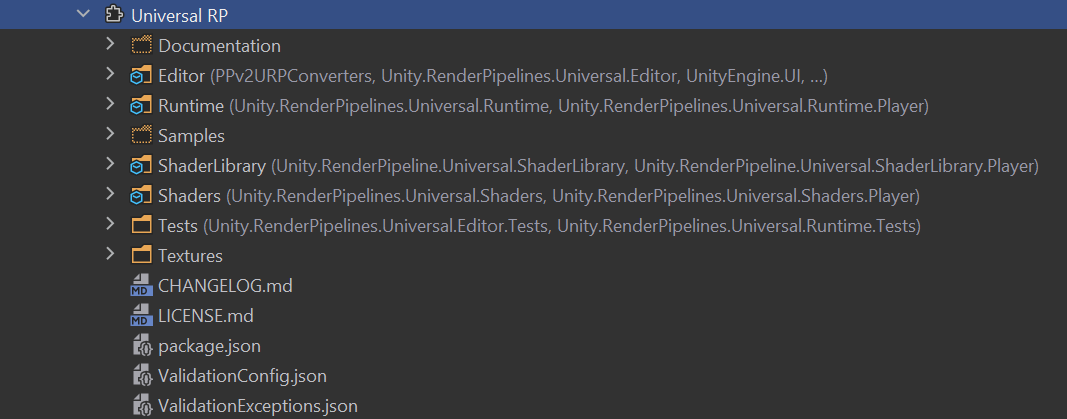 Universal RP
Documentation
Editor (PPv2URPConverters, Unity.RenderPipelines.Universal.Editor, UnityEngine.UI, ...)
Runtime (Unity.RenderPipelines.Universal.Runtime, Unity.RenderPipelines.Universal.Runtime.Player)
Samples
ShaderLibrary (Unity.RenderPipeline.Universal.ShaderLibrary, Unity.RenderPipeline.Universal.ShaderLibrary.Player)
Shaders (Unity.RenderPipelines.Universal.Shaders, Unity.RenderPipelines.Universal.Shaders.Player)
Tests (Unity.RenderPipelines.Universal.Editor.Tests, Unity.RenderPipelines.Universal.Runtime.Tests)
Textures
MD CHANGELOG.md
MD LICENSE.md
package.json
ValidationConfig.json
ValidationExceptions.json